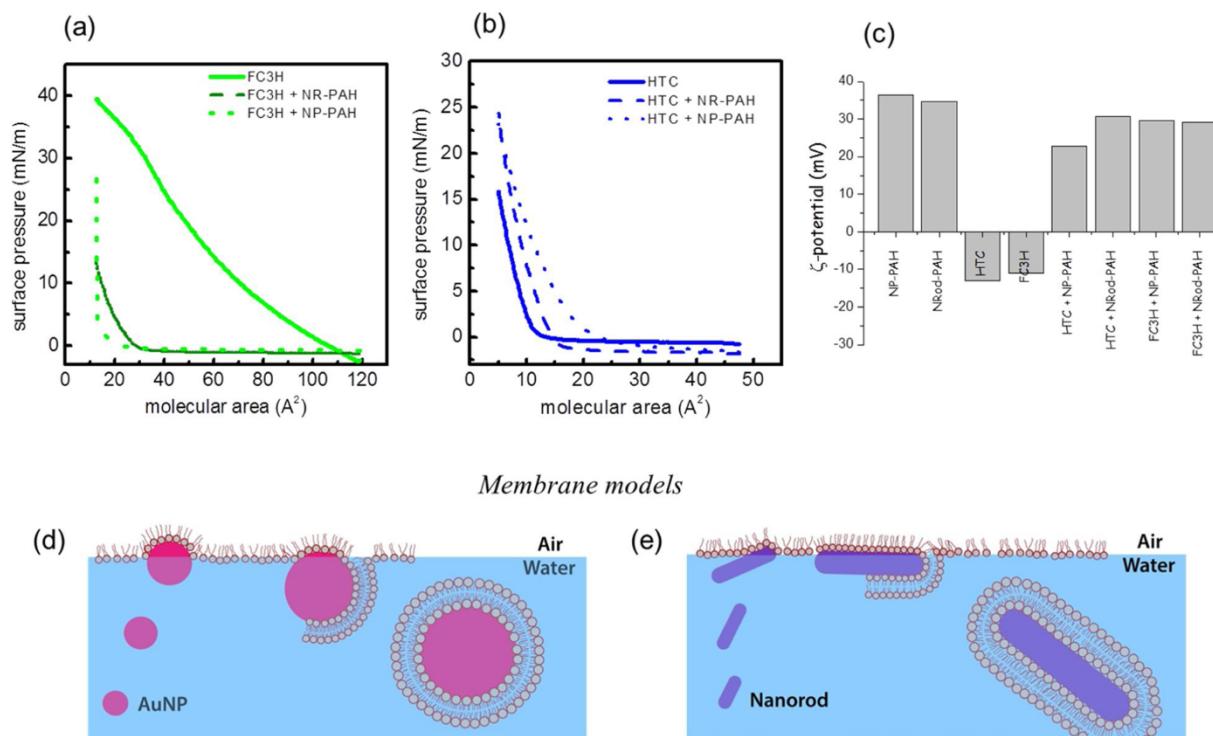 (a)
FC3H
FC3H + NR-PAH
FC3H + NP-PAH
surface pressure (mN/m)
40
30
20
10
0
0 20 40 60 80 100 120
molecular area (A²)
(b)
HTC
HTC + NR-PAH
HTC + NP-PAH
surface pressure (mN/m)
30
25
20
15
10
5
0
0 10 20 30 40 50
molecular area (A²)
(c)
ζ-potential (mV)
40
30
20
10
0
-10
-20
-30
NP-PAH
NRod-PAH
HTC
FC3H
HTC + NP-PAH
HTC + NRod-PAH
FC3H + NP-PAH
FC3H + NRod-PAH
Membrane models
(d)
Air
Water
AuNP
(e)
Air
Water
Nanorod